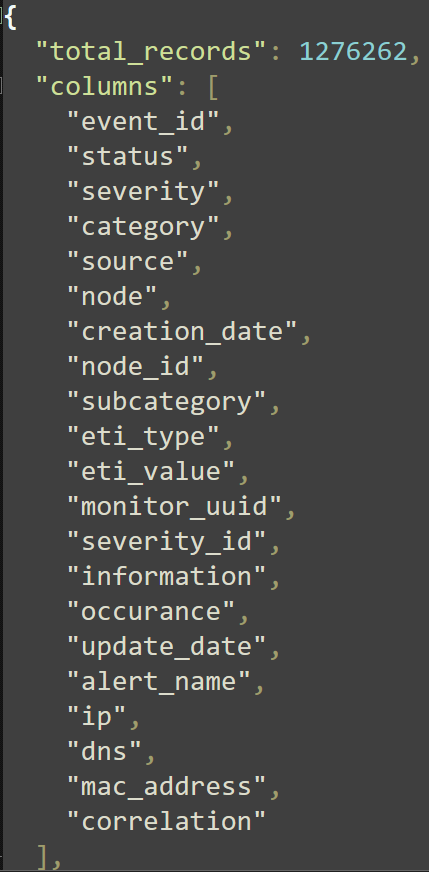 {
"total_records": 1276262,
"columns": [
"event_id",
"status",
"severity",
"category",
"source",
"node",
"creation_date",
"node_id",
"subcategory",
"eti_type",
"eti_value",
"monitor_uuid",
"severity_id",
"information",
"occurance",
"update_date",
"alert_name",
"ip",
"dns",
"mac_address",
"correlation"
],